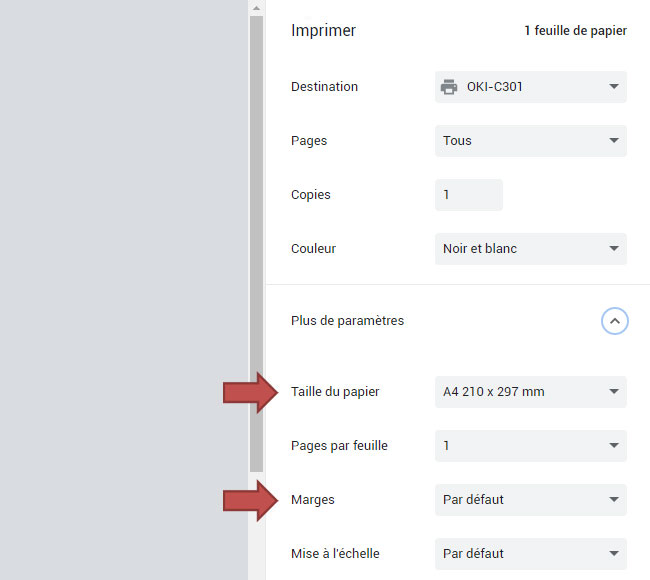 Imprimer 1 feuille de papier
Destination OKI-C301
Pages Tous
Copies 1
Couleur Noir et blanc
Plus de paramètres
Taille du papier A4 210 x 297 mm
Pages par feuille 1
Marges Par défaut
Mise à l'échelle Par défaut